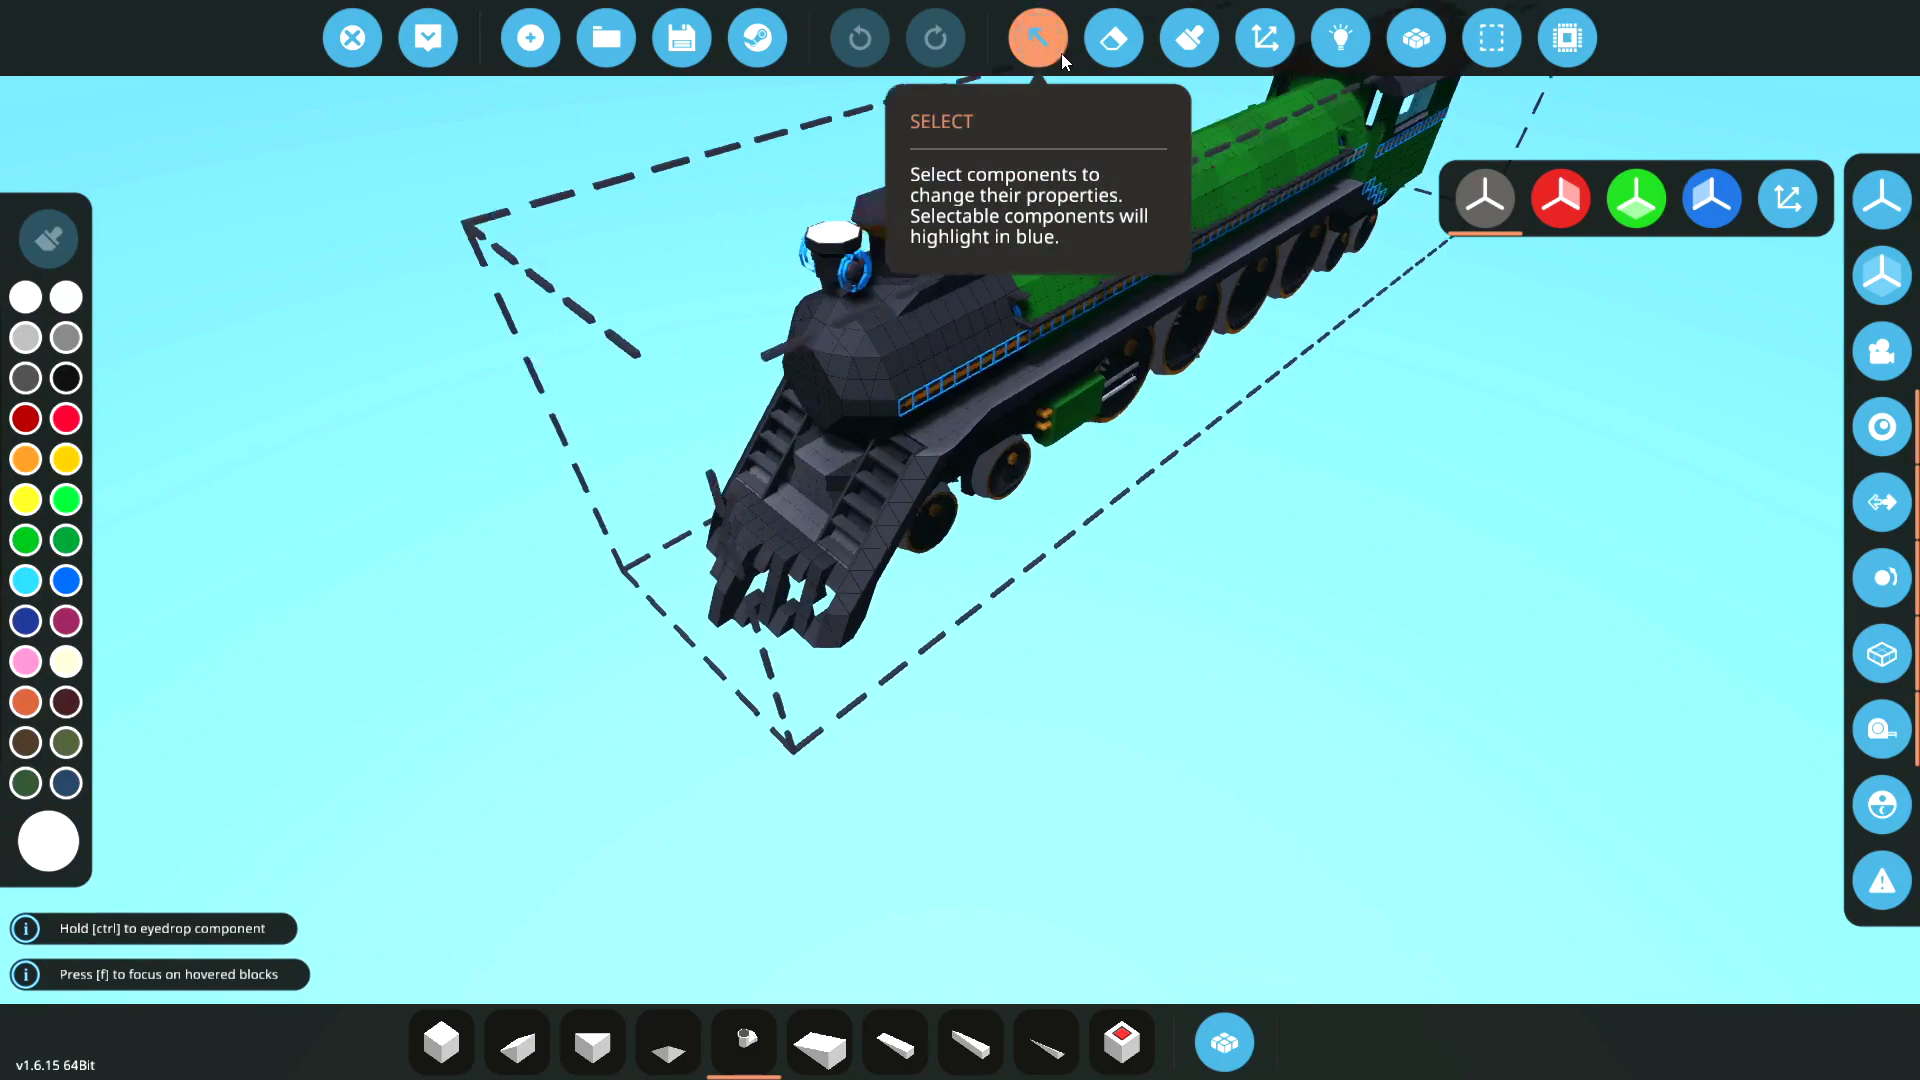 SELECT
Select components to
change their properties.
Selectable components will
highlight in blue.
Hold [ctrl] to eyedrop component
Press [f] to focus on hovered blocks
v1.6.15 64Bit